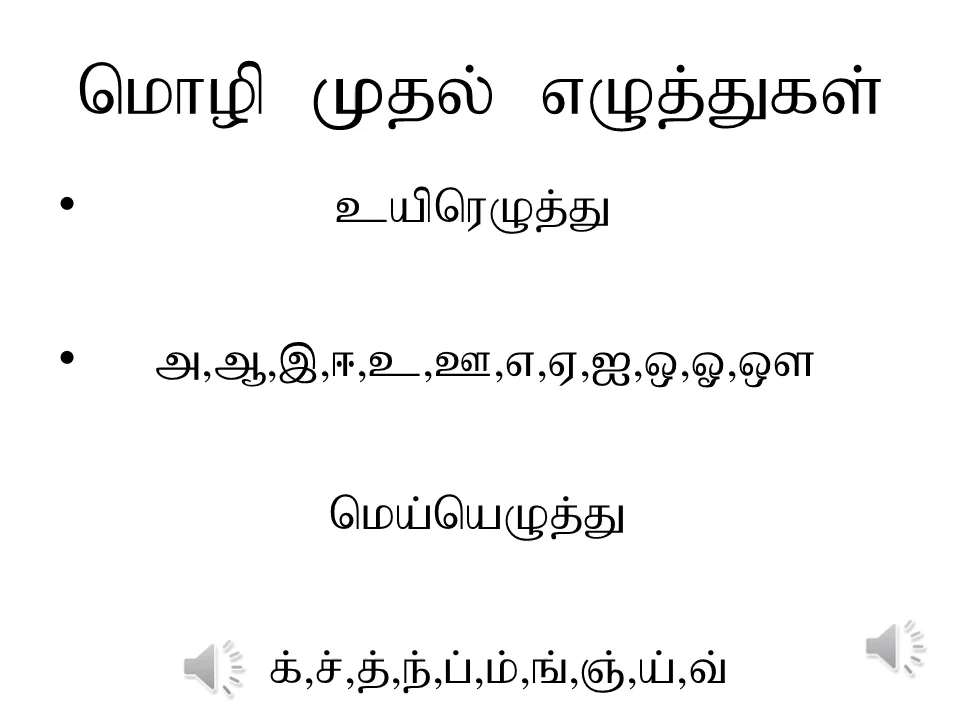 மொழி முதல் எழுத்துகள்
• உயிரெழுத்து
• அ,ஆ,இ,ஈ,உ,ஊ,எ,ஏ,ஐ,ஒ,ஓ,ஔ
மெய்யெழுத்து
க்,ச்,த்,ந்,ப்,ம்,ங்,ஞ்,ய்,வ்